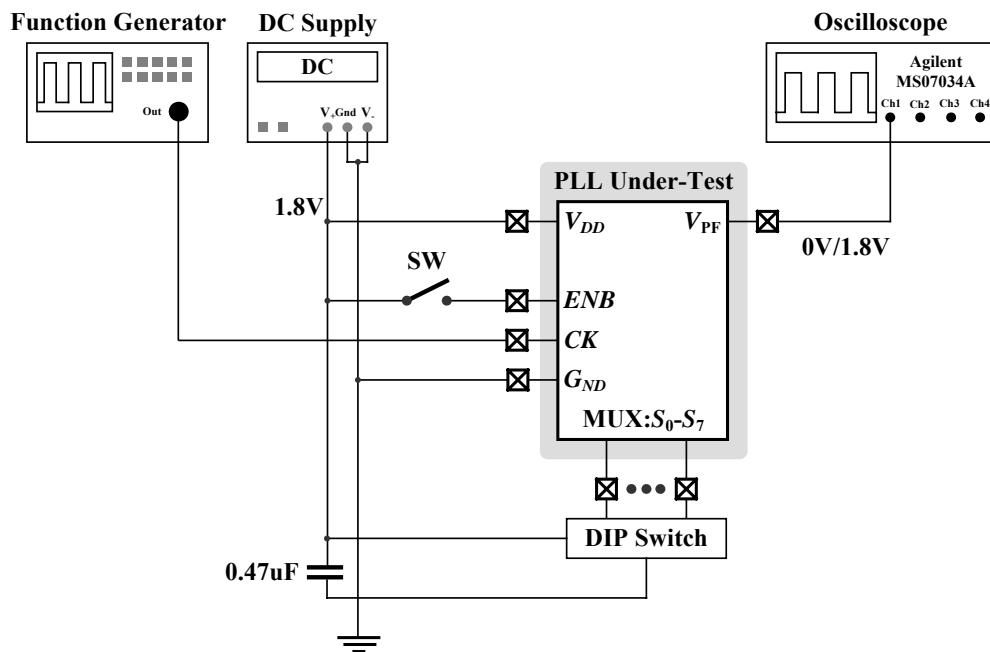 Function Generator
DC Supply
Oscilloscope
DC
Agilent
MS07034A
Out
V+ Gnd V-
Ch1 Ch2 Ch3 Ch4
PLL Under-Test
1.8V
VDD
VPF
0V/1.8V
SW
ENB
CK
GND
MUX:S0-S7
DIP Switch
0.47uF